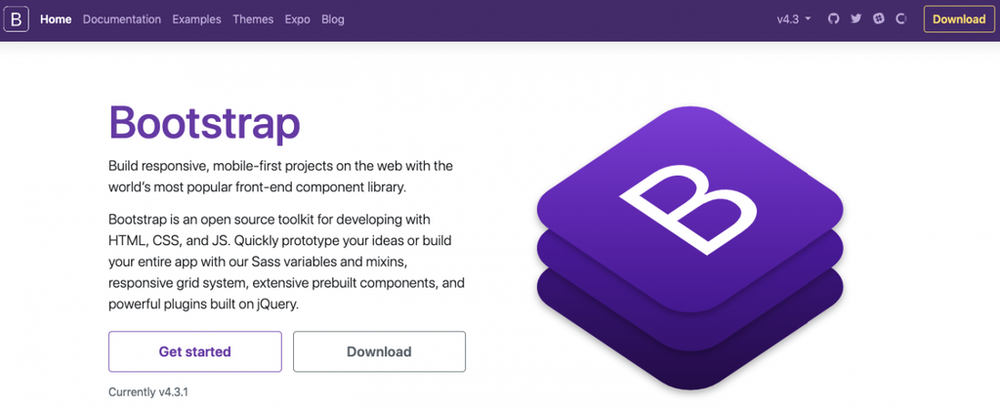 B Home Documentation Examples Themes Expo Blog v4.3 Download
Bootstrap
Build responsive, mobile-first projects on the web with the
world’s most popular front-end component library.
Bootstrap is an open source toolkit for developing with
HTML, CSS, and JS. Quickly prototype your ideas or build
your entire app with our Sass variables and mixins,
responsive grid system, extensive prebuilt components, and
powerful plugins built on jQuery.
Get started Download
Currently v4.3.1
B